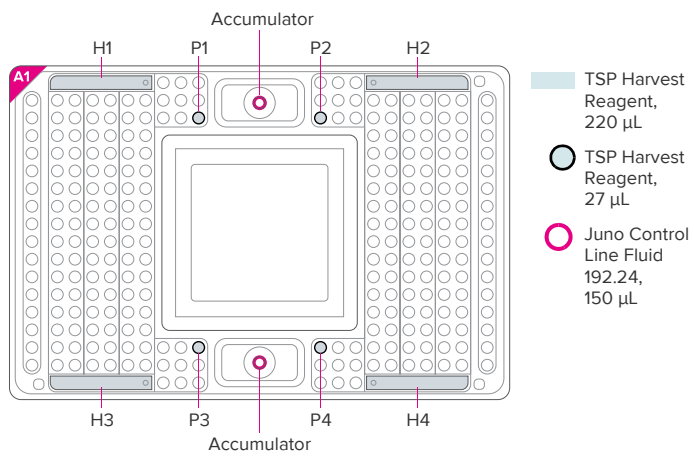 Accumulator
H1
P1
P2
H2
A1
TSP Harvest
Reagent,
220 µL
TSP Harvest
Reagent,
27 µL
Juno Control
Line Fluid
192.24,
150 µL
H3
P3
P4
H4
Accumulator